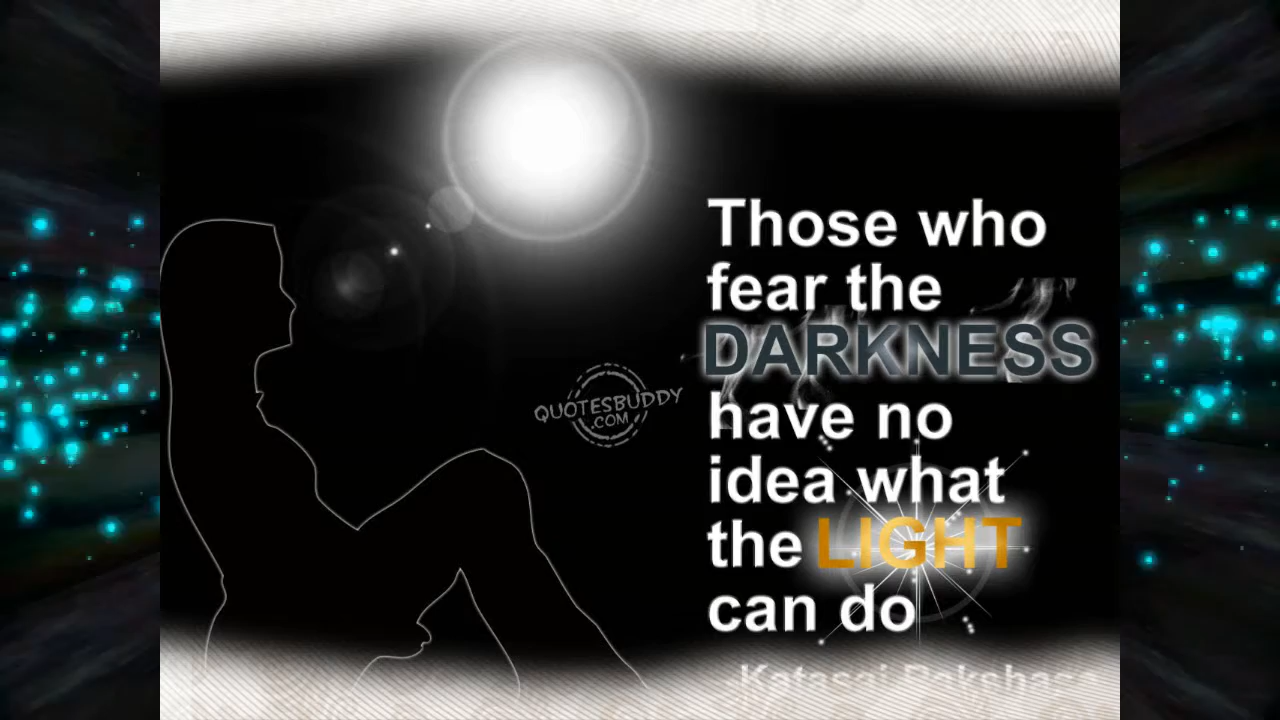 Those who
fear the
DARKNESS
QUOTESBUDDY
.COM
have no
idea what
the LIGHT
can do